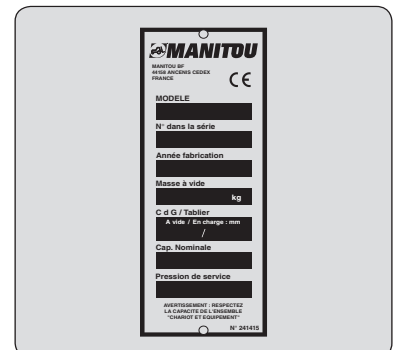 MANITOU
MANITOU BF
44158 ANCENIS CEDEX
FRANCE
CE
MODELE
N° dans la série
Année fabrication
Masse à vide
kg
C d G / Tablier
A vide / En charge : mm
/
Cap. Nominale
Pression de service
AVERTISSEMENT : RESPECTEZ
LA CAPACITE DE L'ENSEMBLE
"CHARIOT ET EQUIPEMENT"
N° 241415